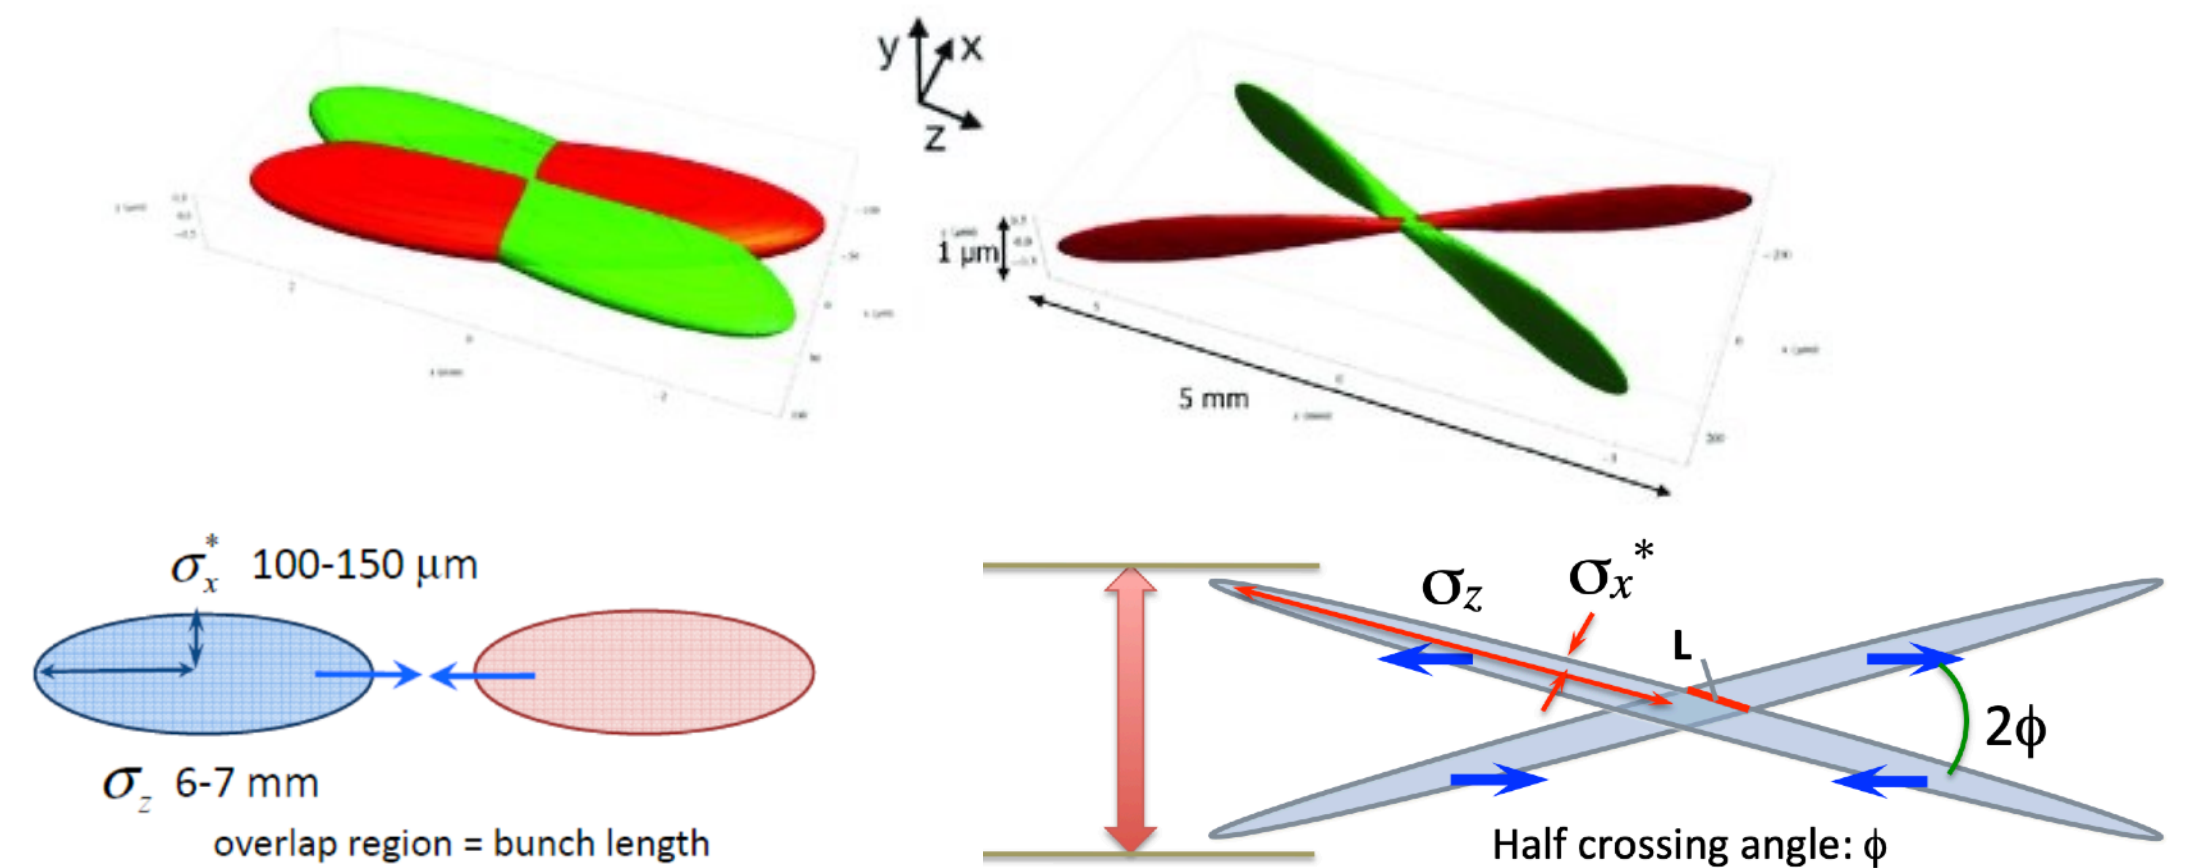 y
x
z
1 μm
5 mm
σx* 100-150 μm
σz 6-7 mm
overlap region = bunch length
σz
σx*
L
2ϕ
Half crossing angle: ϕ